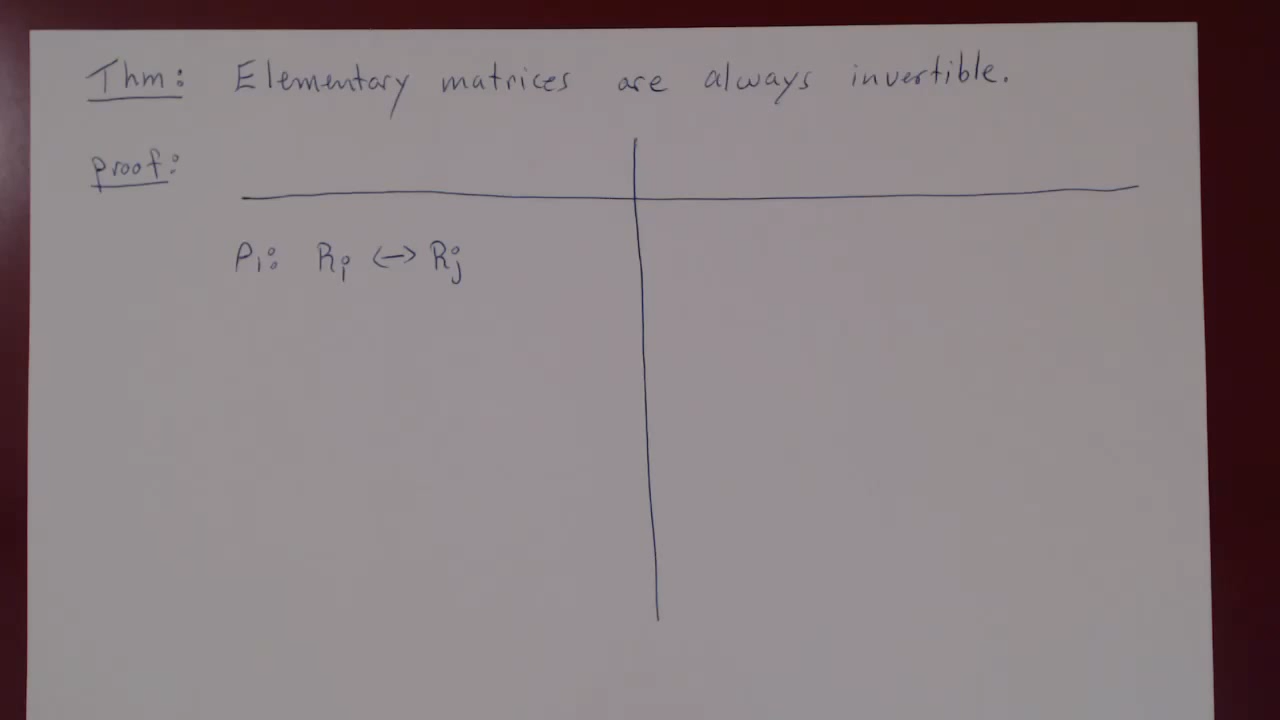 Thm: Elementary matrices are always invertible.
proof:
P₁: Rᵢ ↔ Rⱼ